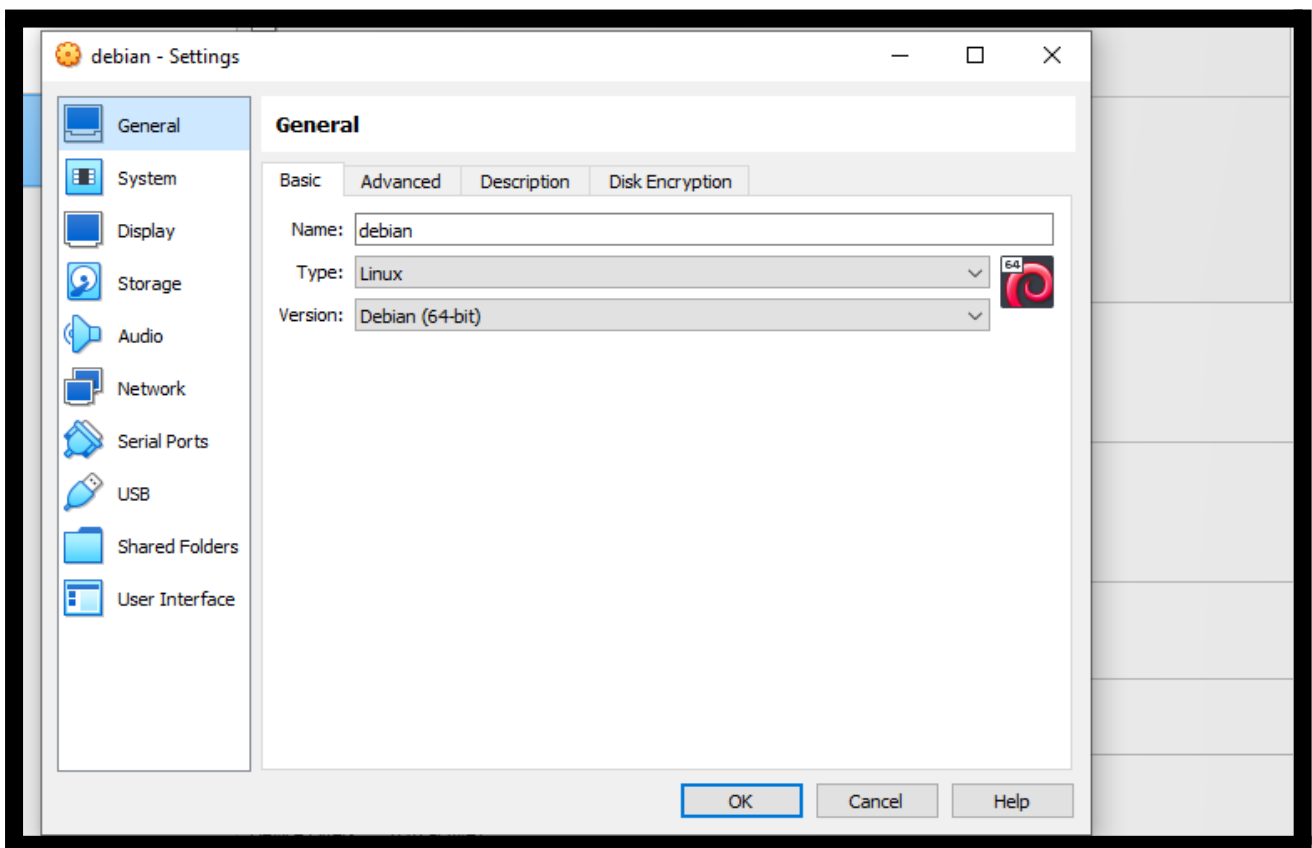 debian - Settings
General
System
Display
Storage
Audio
Network
Serial Ports
USB
Shared Folders
User Interface
General
Basic Advanced Description Disk Encryption
Name: debian
Type: Linux
64
Version: Debian (64-bit)
OK Cancel Help